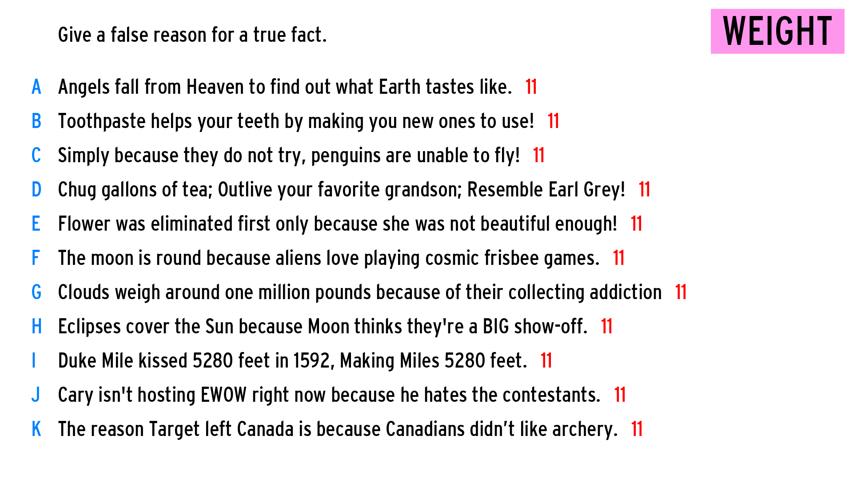 Give a false reason for a true fact.
WEIGHT
A Angels fall from Heaven to find out what Earth tastes like. 11
B Toothpaste helps your teeth by making you new ones to use! 11
C Simply because they do not try, penguins are unable to fly! 11
D Chug gallons of tea; Outlive your favorite grandson; Resemble Earl Grey! 11
E Flower was eliminated first only because she was not beautiful enough! 11
F The moon is round because aliens love playing cosmic frisbee games. 11
G Clouds weigh around one million pounds because of their collecting addiction 11
H Eclipses cover the Sun because Moon thinks they're a BIG show-off. 11
I Duke Mile kissed 5280 feet in 1592, Making Miles 5280 feet. 11
J Cary isn't hosting EWOW right now because he hates the contestants. 11
K The reason Target left Canada is because Canadians didn’t like archery. 11